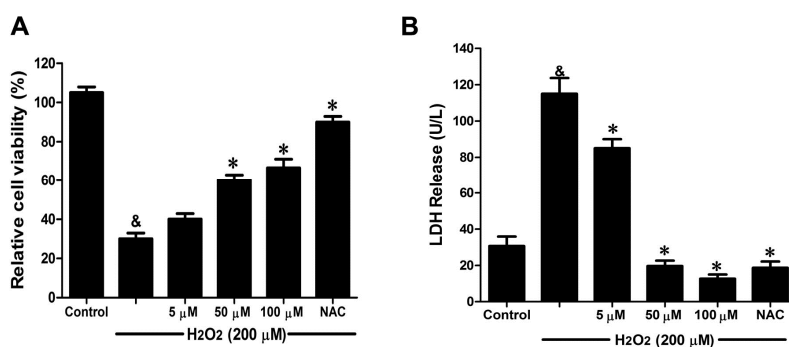 A
Relative cell viability (%)
120
100
80
60
40
20
0
&
*
*
*
Control
5 μM
50 μM
100 μM
NAC
H2O2 (200 μM)
B
LDH Release (U/L)
140
120
100
80
60
40
20
0
&
*
*
*
*
Control
5 μM
50 μM
100 μM
NAC
H2O2 (200 μM)